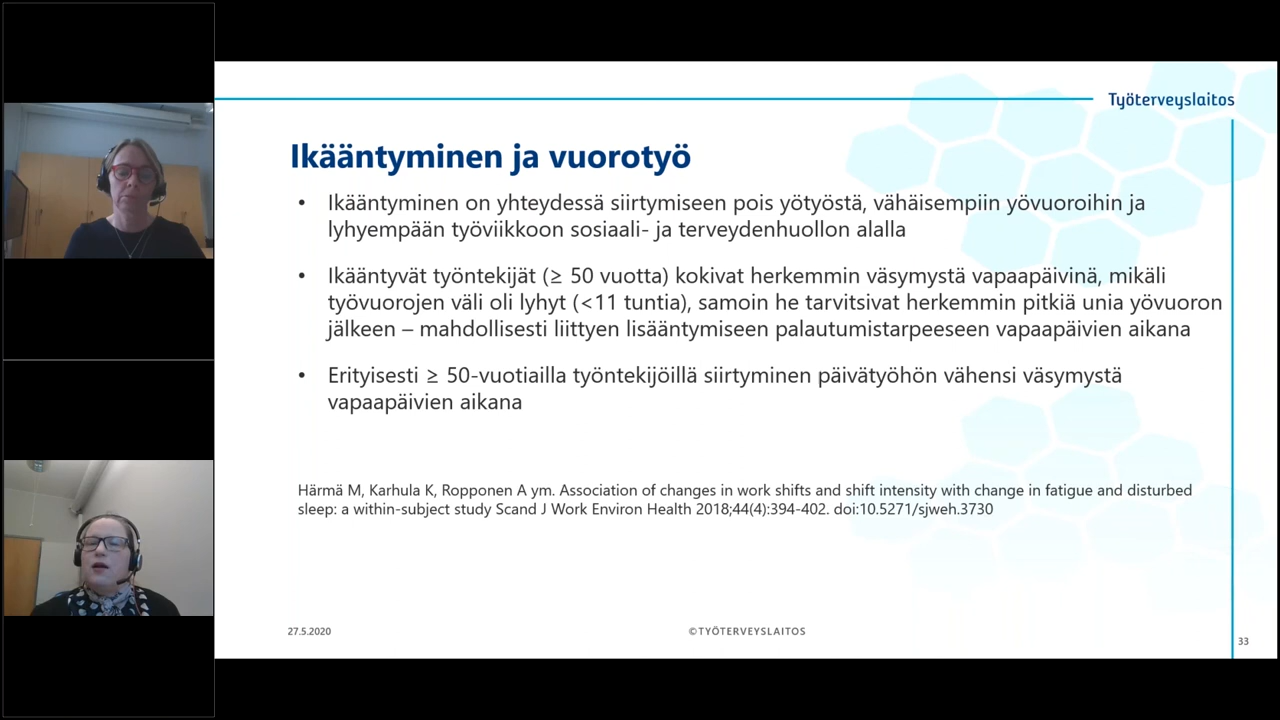 Työterveyslaitos
Ikääntyminen ja vuorotyö
• Ikääntyminen on yhteydessä siirtymiseen pois yötyöstä, vähäisempiin yövuoroihin ja
lyhyempään työviikkoon sosiaali- ja terveydenhuollon alalla
• Ikääntyvät työntekijät (≥ 50 vuotta) kokivat herkemmin väsymystä vapaapäivinä, mikäli
työvuorojen väli oli lyhyt (<11 tuntia), samoin he tarvitsivat herkemmin pitkiä unia yövuoron
jälkeen – mahdollisesti liittyen lisääntymiseen palautumistarpeeseen vapaapäivien aikana
• Erityisesti ≥ 50-vuotiailla työntekijöillä siirtyminen päivätyöhön vähensi väsymystä
vapaapäivien aikana
Härmä M, Karhula K, Ropponen A ym. Association of changes in work shifts and shift intensity with change in fatigue and disturbed
sleep: a within-subject study Scand J Work Environ Health 2018;44(4):394-402. doi:10.5271/sjweh.3730
27.5.2020
©TYÖTERVEYSLAITOS
33